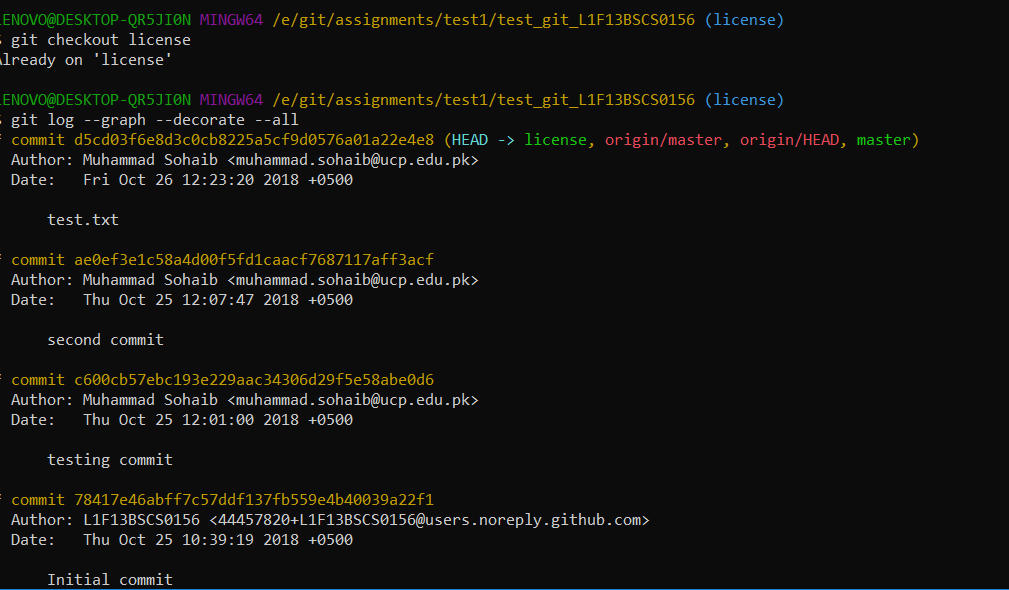 LENOVO@DESKTOP-QR5JI0N MINGW64 /e/git/assignments/test1/test_git_L1F13BSCS0156 (license)
$ git checkout license
Already on 'license'
LENOVO@DESKTOP-QR5JI0N MINGW64 /e/git/assignments/test1/test_git_L1F13BSCS0156 (license)
$ git log --graph --decorate --all
* commit d5cd03f6e8d3c0cb8225a5cf9d0576a01a22e4e8 (HEAD -> license, origin/master, origin/HEAD, master)
Author: Muhammad Sohaib <muhammad.sohaib@ucp.edu.pk>
Date:   Fri Oct 26 12:23:20 2018 +0500
test.txt
* commit ae0ef3e1c58a4d00f5fd1caacf7687117aff3acf
Author: Muhammad Sohaib <muhammad.sohaib@ucp.edu.pk>
Date:   Thu Oct 25 12:07:47 2018 +0500
second commit
* commit c600cb57ebc193e229aac34306d29f5e58abe0d6
Author: Muhammad Sohaib <muhammad.sohaib@ucp.edu.pk>
Date:   Thu Oct 25 12:01:00 2018 +0500
testing commit
* commit 78417e46abff7c57ddf137fb559e4b40039a22f1
Author: L1F13BSCS0156 <44457820+L1F13BSCS0156@users.noreply.github.com>
Date:   Thu Oct 25 10:39:19 2018 +0500
Initial commit